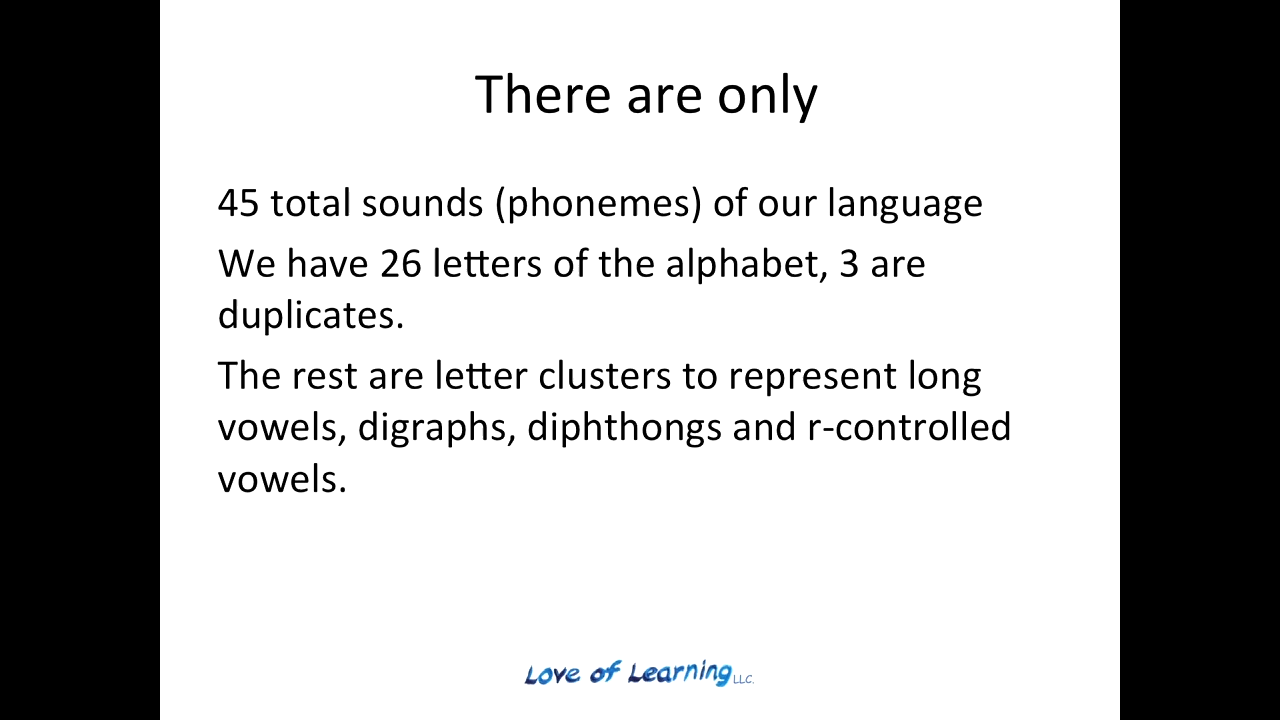 There are only
45 total sounds (phonemes) of our language
We have 26 letters of the alphabet, 3 are
duplicates.
The rest are letter clusters to represent long
vowels, digraphs, diphthongs and r-controlled
vowels.
Love of Learning LLC.